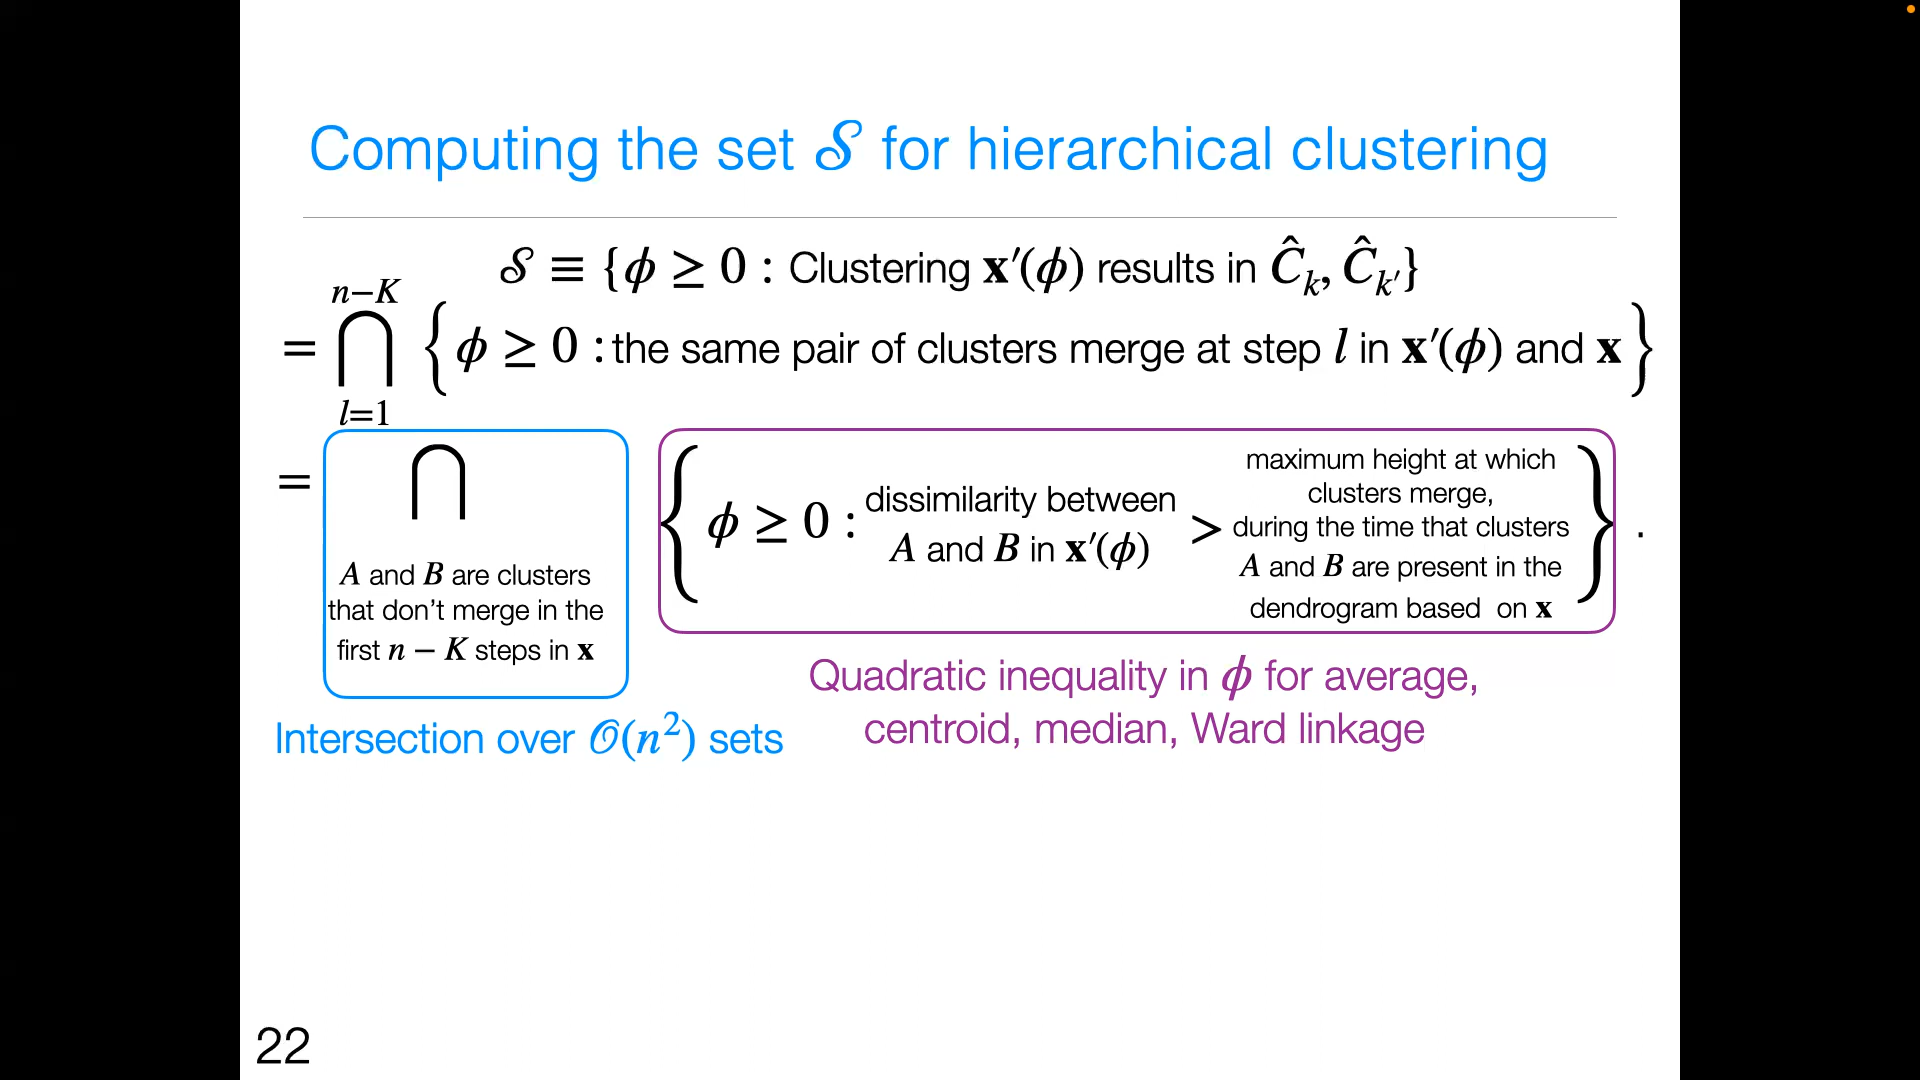 Computing the set 𝒮 for hierarchical clustering
𝒮 ≡ {ϕ ≥ 0 : Clustering x′(ϕ) results in Ĉₖ, Ĉₖ′}
n−K
= ⋂ {ϕ ≥ 0 : the same pair of clusters merge at step l in x′(ϕ) and x}
l=1
= ⋂
A and B are clusters
that don’t merge in the
first n − K steps in x
{ϕ ≥ 0 : dissimilarity between
A and B in x′(ϕ)
>
maximum height at which
clusters merge,
during the time that clusters
A and B are present in the
dendrogram based on x
} .
Intersection over 𝒪(n²) sets
Quadratic inequality in ϕ for average,
centroid, median, Ward linkage
22